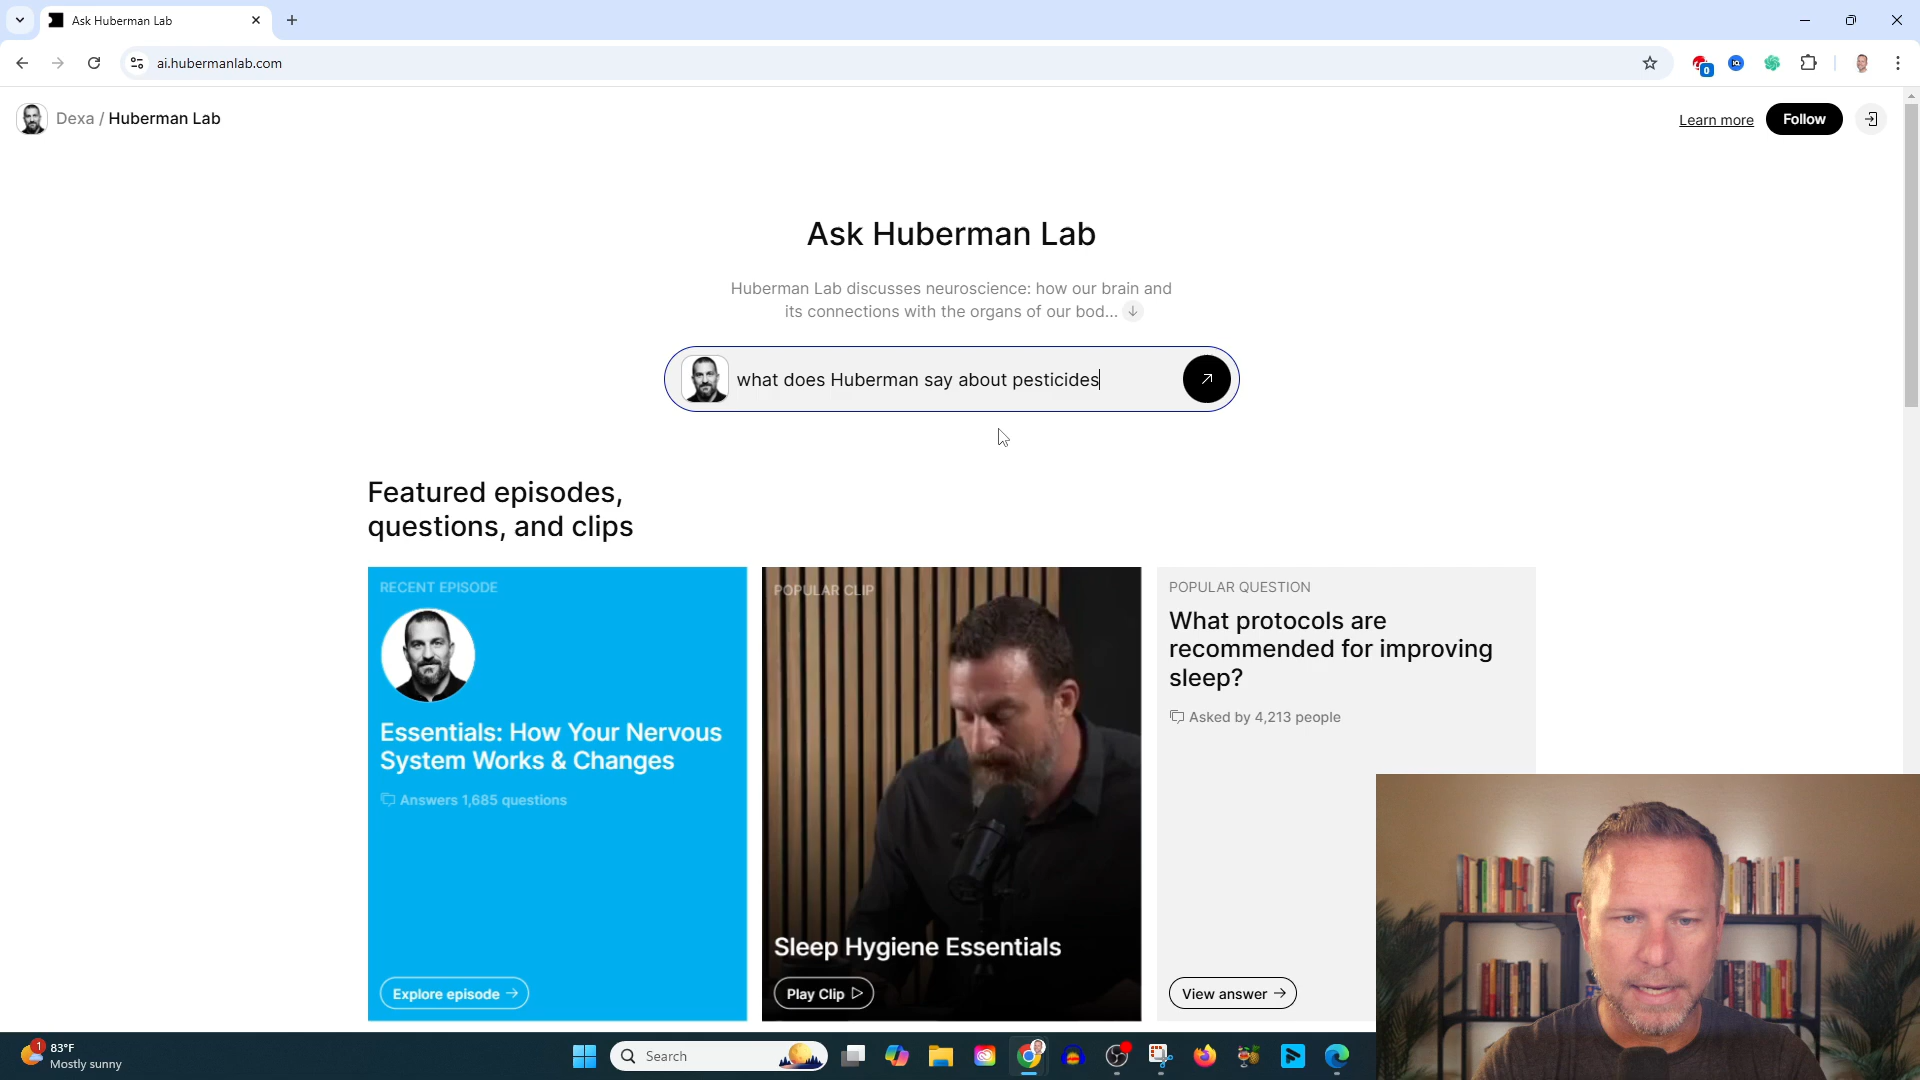 Ask Huberman Lab
ai.hubermanlab.com
0
Dexa / Huberman Lab
Learn more
Follow
Ask Huberman Lab
Huberman Lab discusses neuroscience: how our brain and
its connections with the organs of our bod...
what does Huberman say about pesticides
Featured episodes,
questions, and clips
RECENT EPISODE
Essentials: How Your Nervous
System Works & Changes
Answers 1,685 questions
Explore episode
POPULAR CLIP
Sleep Hygiene Essentials
Play Clip
POPULAR QUESTION
What protocols are
recommended for improving
sleep?
Asked by 4,213 people
View answer
1
83°F
Mostly sunny
Search